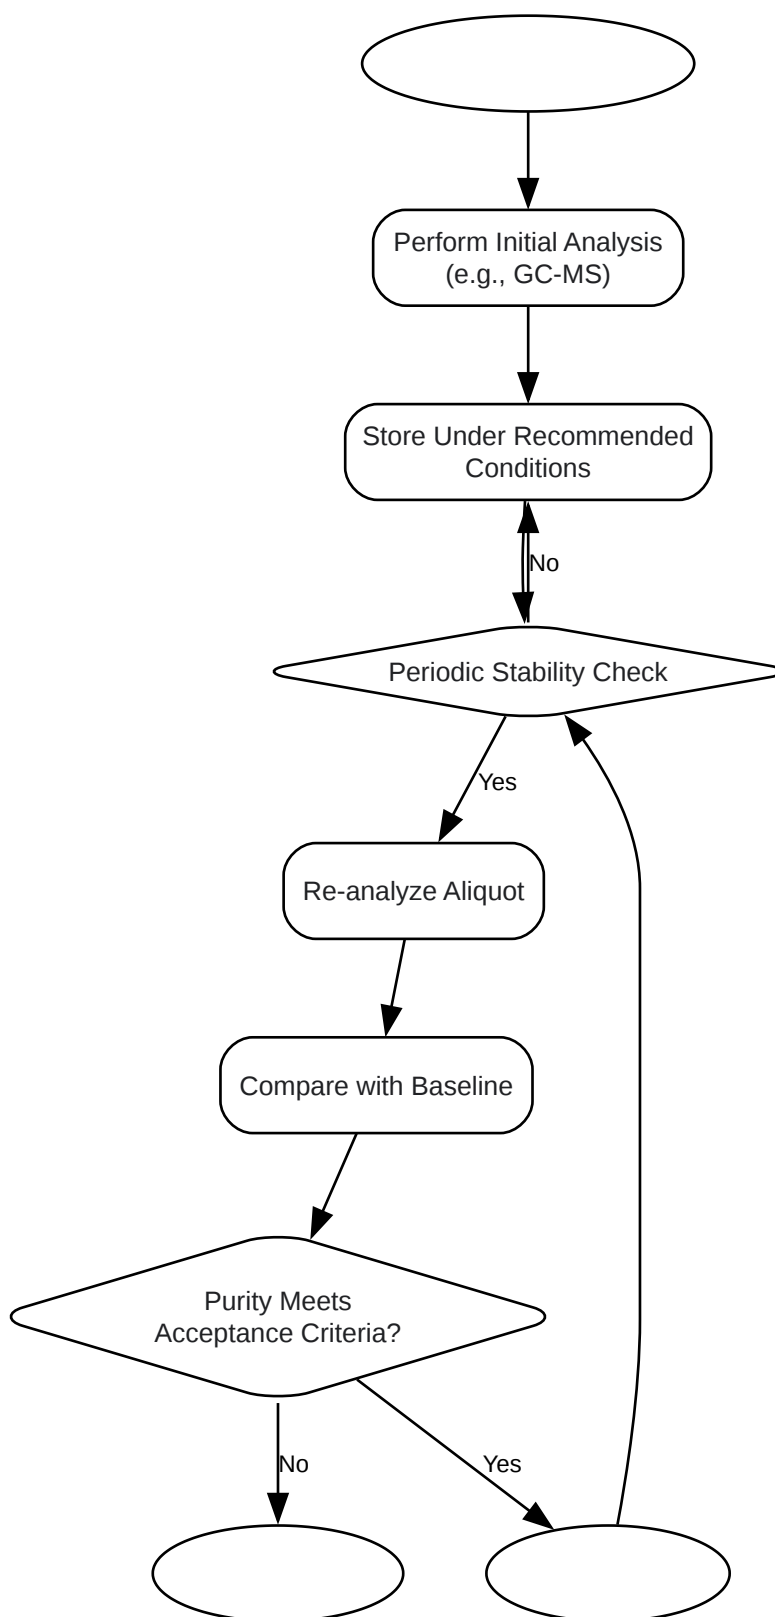 Perform Initial Analysis
(e.g., GC-MS)
Store Under Recommended
Conditions
No
Periodic Stability Check
Yes
Re-analyze Aliquot
Compare with Baseline
Purity Meets
Acceptance Criteria?
No
Yes